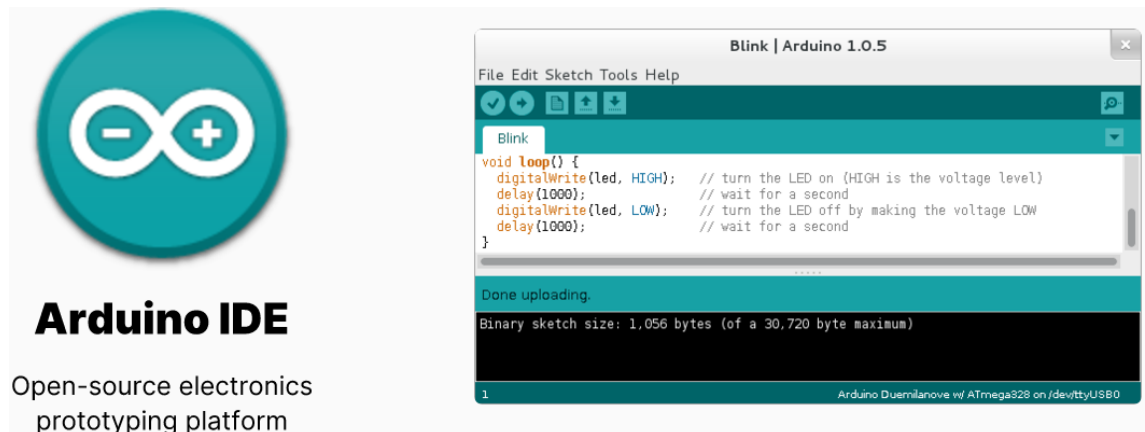 Arduino IDE
Open-source electronics
prototyping platform
Blink | Arduino 1.0.5
File Edit Sketch Tools Help
Blink
void loop() {
  digitalWrite(led, HIGH);   // turn the LED on (HIGH is the voltage level)
  delay(1000);               // wait for a second
  digitalWrite(led, LOW);    // turn the LED off by making the voltage LOW
  delay(1000);               // wait for a second
}
Done uploading.
Binary sketch size: 1,056 bytes (of a 30,720 byte maximum)
1 Arduino Duemilanove w/ ATmega328 on /dev/ttyUSB0